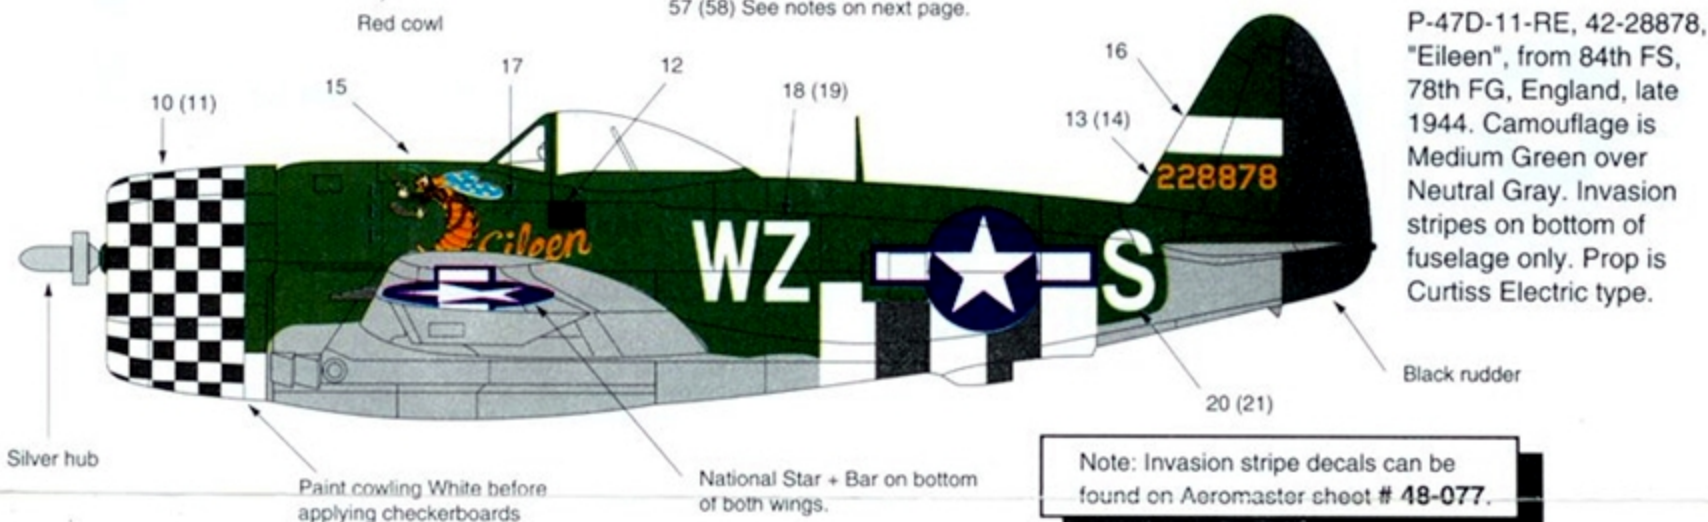 57 (58) See notes on next page.
Red cowl
10 (11)
15
17
12
18 (19)
16
13 (14)
P-47D-11-RE, 42-28878,
"Eileen", from 84th FS,
78th FG, England, late
1944. Camouflage is
Medium Green over
Neutral Gray. Invasion
stripes on bottom of
fuselage only. Prop is
Curtiss Electric type.
228878
Eileen
WZ
S
Silver hub
Paint cowling White before
applying checkerboards
National Star + Bar on bottom
of both wings.
20 (21)
Black rudder
Note: Invasion stripe decals can be
found on Aeromaster sheet # 48-077.